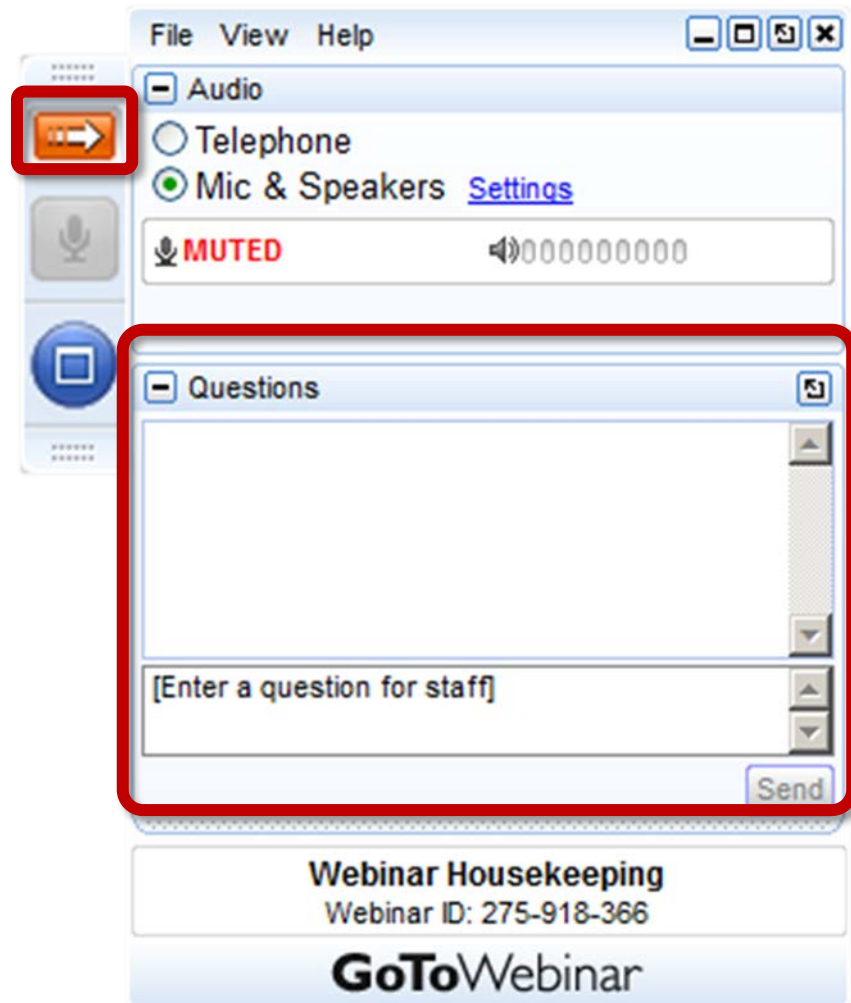 File View Help
Audio
Telephone
Mic & Speakers Settings
MUTED 000000000
Questions
[Enter a question for staff]
Send
Webinar Housekeeping
Webinar ID: 275-918-366
GoToWebinar